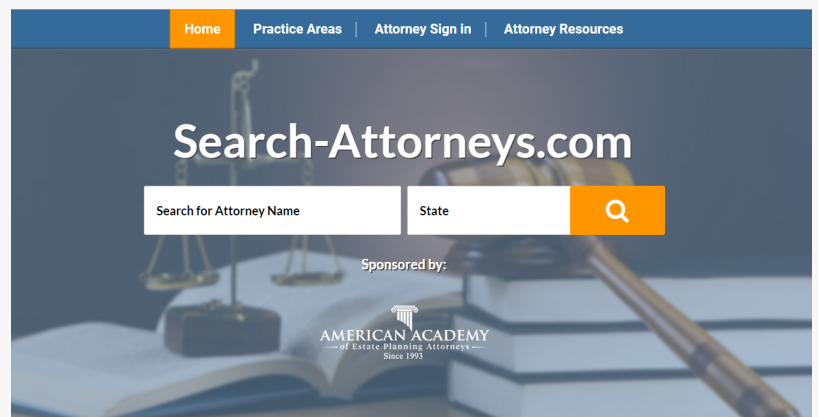 Home Practice Areas Attorney Sign in Attorney Resources
Search-Attorneys.com
Search for Attorney Name State
Sponsored by:
AMERICAN ACADEMY
of Estate Planning Attorneys
Since 1993